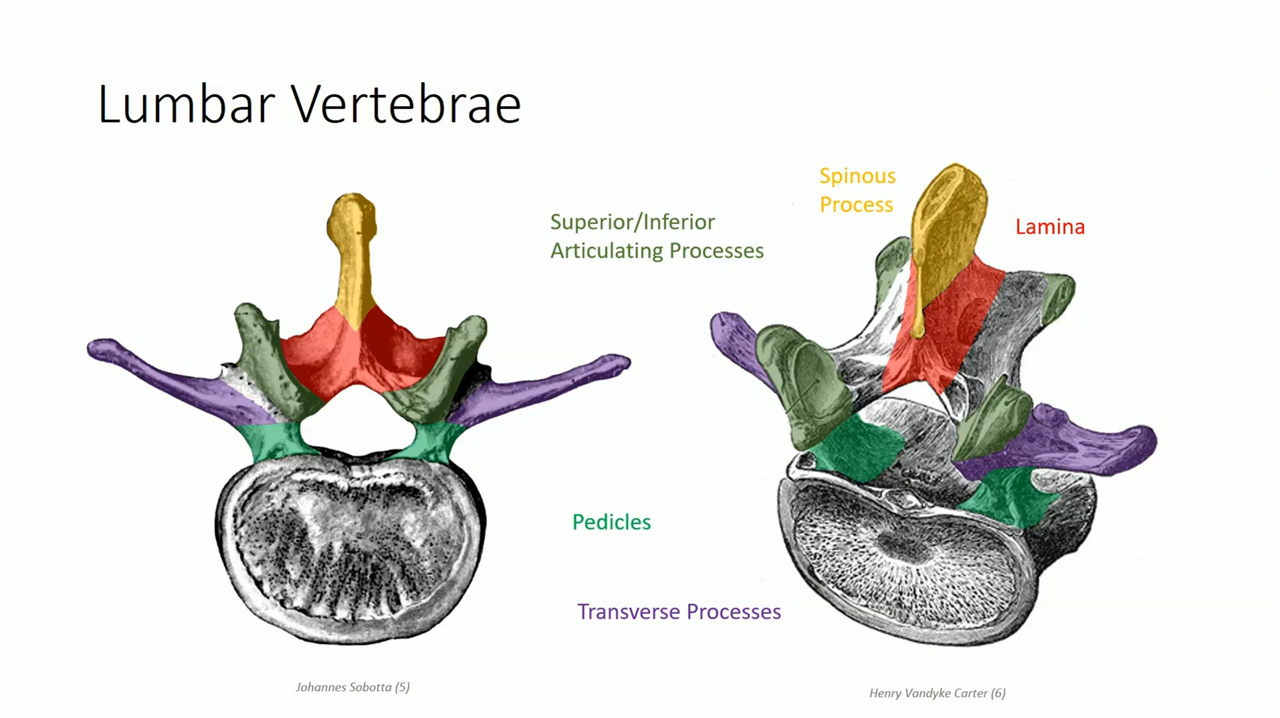 Lumbar Vertebrae
Spinous
Process
Superior/Inferior
Articulating Processes
Lamina
Pedicles
Transverse Processes
Johannes Sobotta (5)
Henry Vandyke Carter (6)